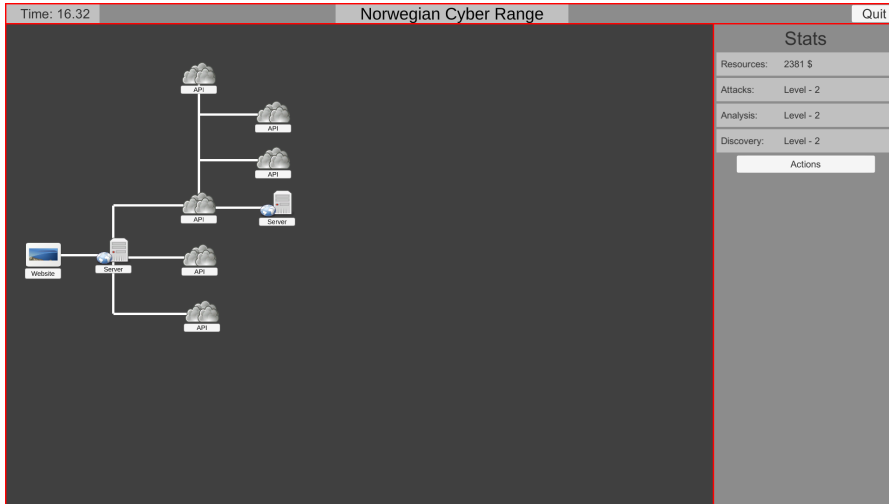 Time: 16.32
Norwegian Cyber Range
Quit
Stats
Resources: 2381 $
Attacks: Level - 2
Analysis: Level - 2
Discovery: Level - 2
Actions
API
API
API
API
Server
Website
Server
API
API